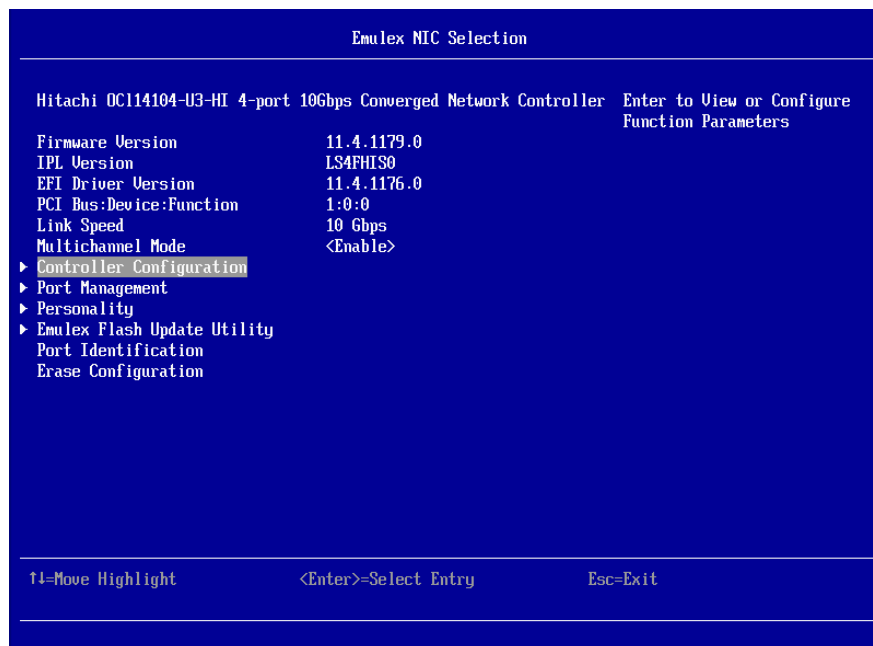 Emulex NIC Selection
Hitachi OCl14104-U3-HI 4-port 10Gbps Converged Network Controller
Enter to View or Configure
Function Parameters
Firmware Version 11.4.1179.0
IPL Version LS4FHIS0
EFI Driver Version 11.4.1176.0
PCI Bus:Device:Function 1:0:0
Link Speed 10 Gbps
Multichannel Mode <Enable>
Controller Configuration
Port Management
Personality
Emulex Flash Update Utility
Port Identification
Erase Configuration
↑↓=Move Highlight <Enter>=Select Entry Esc=Exit